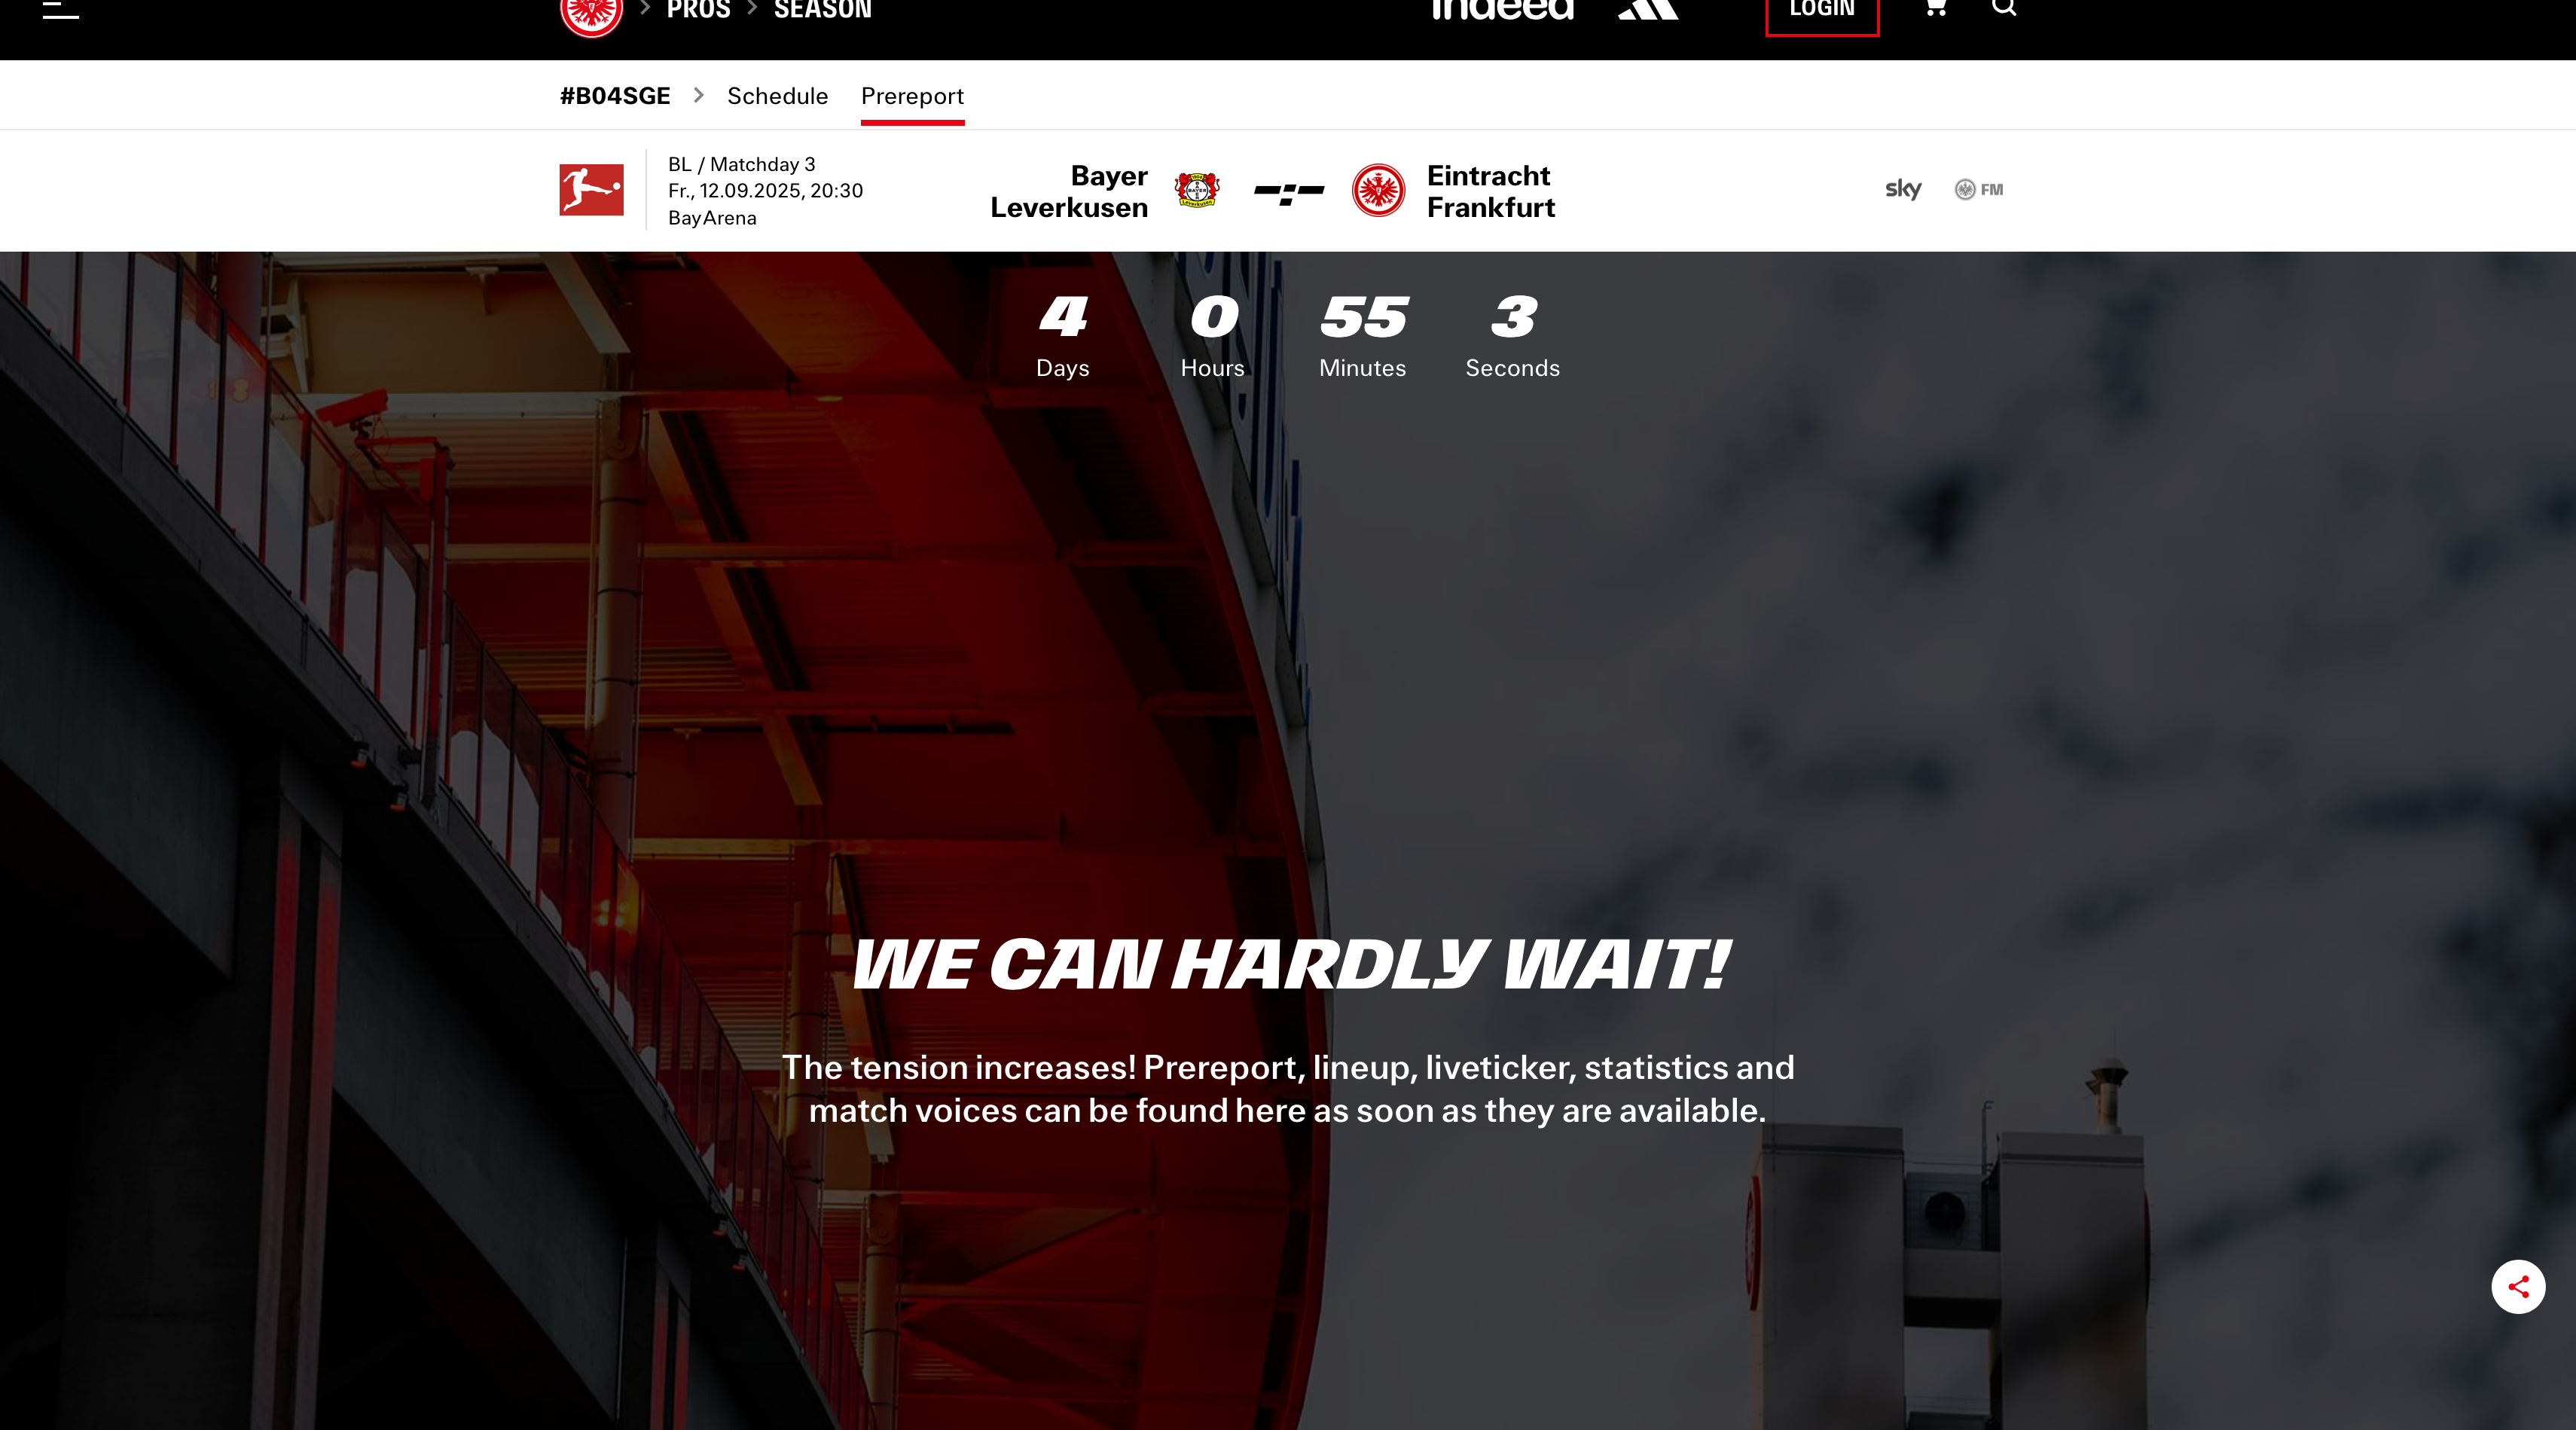 PROS SEASON
indeed
LOGIN
#B04SGE Schedule Prereport
BL / Matchday 3
Fr., 12.09.2025, 20:30
BayArena
Bayer
Leverkusen
Eintracht
Frankfurt
sky
FM
4 0 55 3
Days Hours Minutes Seconds
WE CAN HARDLY WAIT!
The tension increases! Prereport, lineup, liveticker, statistics and
match voices can be found here as soon as they are available.